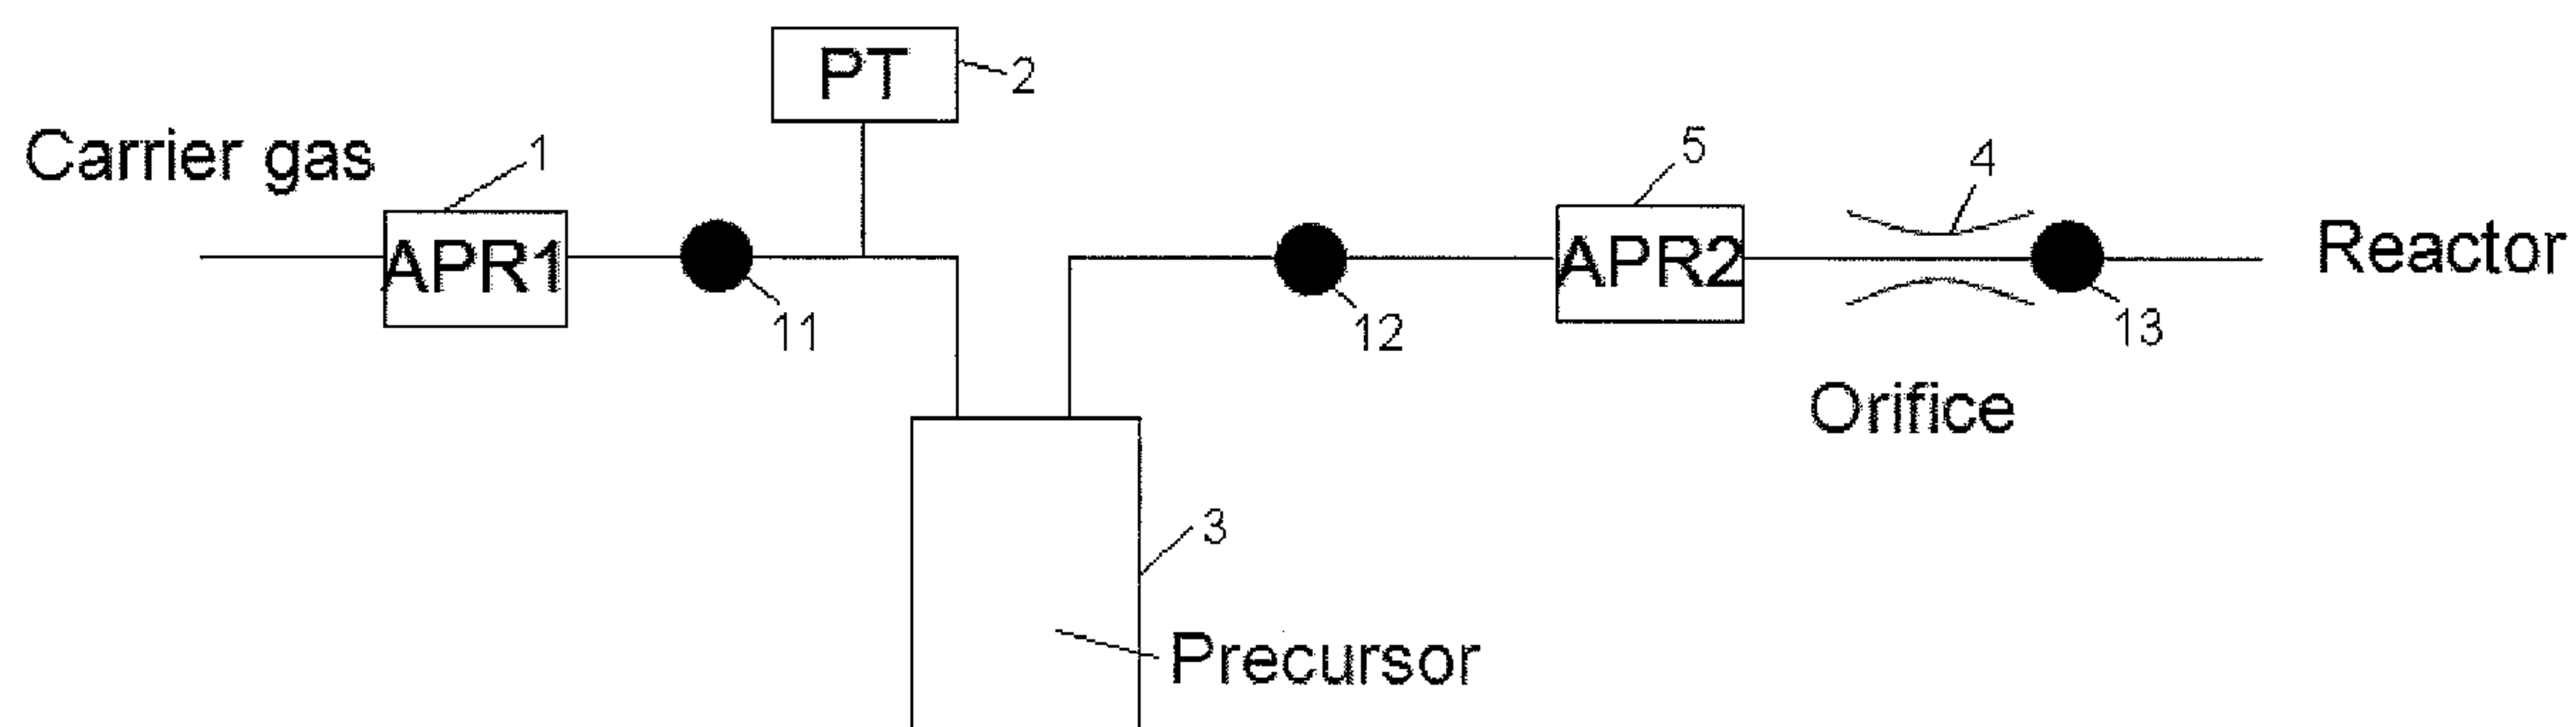 PT
2
Carrier gas
1
5
4
APR1
APR2
Reactor
11
12
13
Orifice
3
Precursor